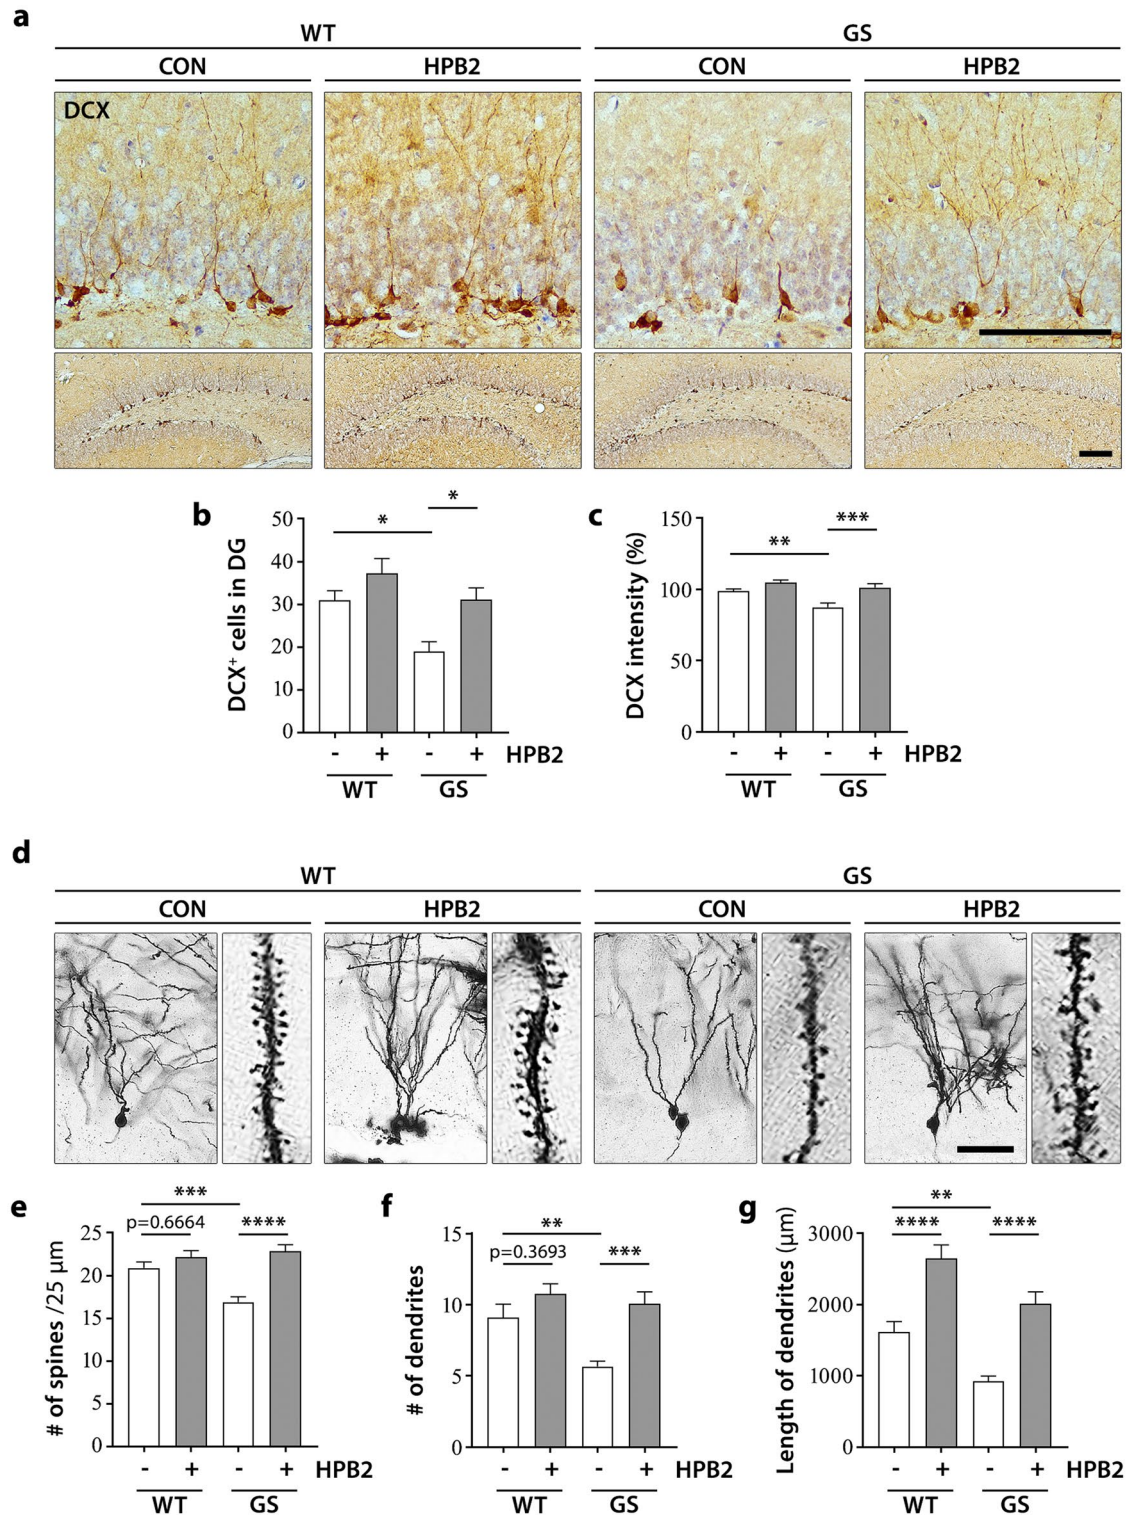 a
WT GS
CON HPB2 CON HPB2
DCX
b
DCX+ cells in DG
50
40
30
20
10
0
* *
- + - + HPB2
WT GS
c
DCX intensity (%)
150
100
50
0
** ***
- + - + HPB2
WT GS
d
WT GS
CON HPB2 CON HPB2
e
# of spines /25 μm
25
20
15
10
5
0
***
p=0.6664 ****
- + - + HPB2
WT GS
f
# of dendrites
15
10
5
0
**
p=0.3693 ***
- + - + HPB2
WT GS
g
Length of dendrites (μm)
3000
2000
1000
0
**
**** ****
- + - + HPB2
WT GS